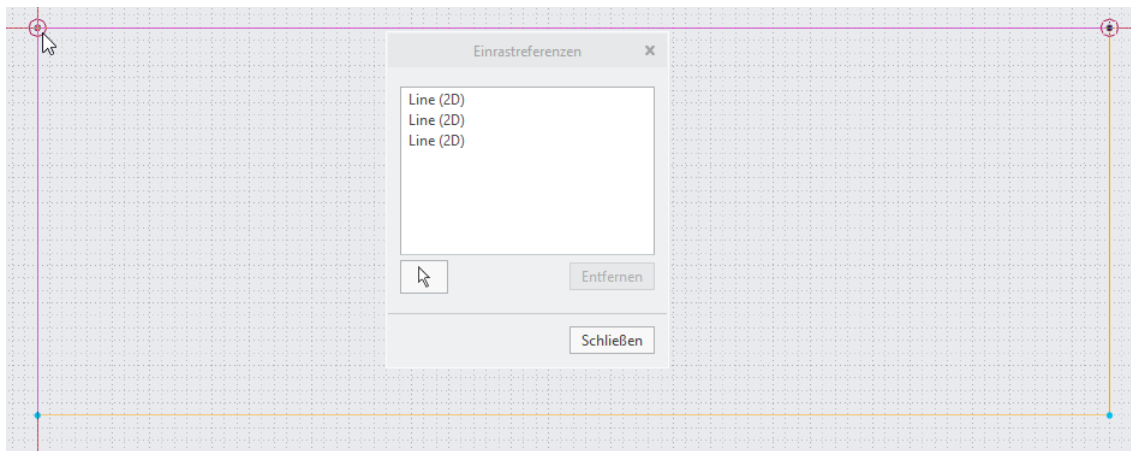 Einrastreferenzen
Line (2D)
Line (2D)
Line (2D)
Entfernen
Schließen